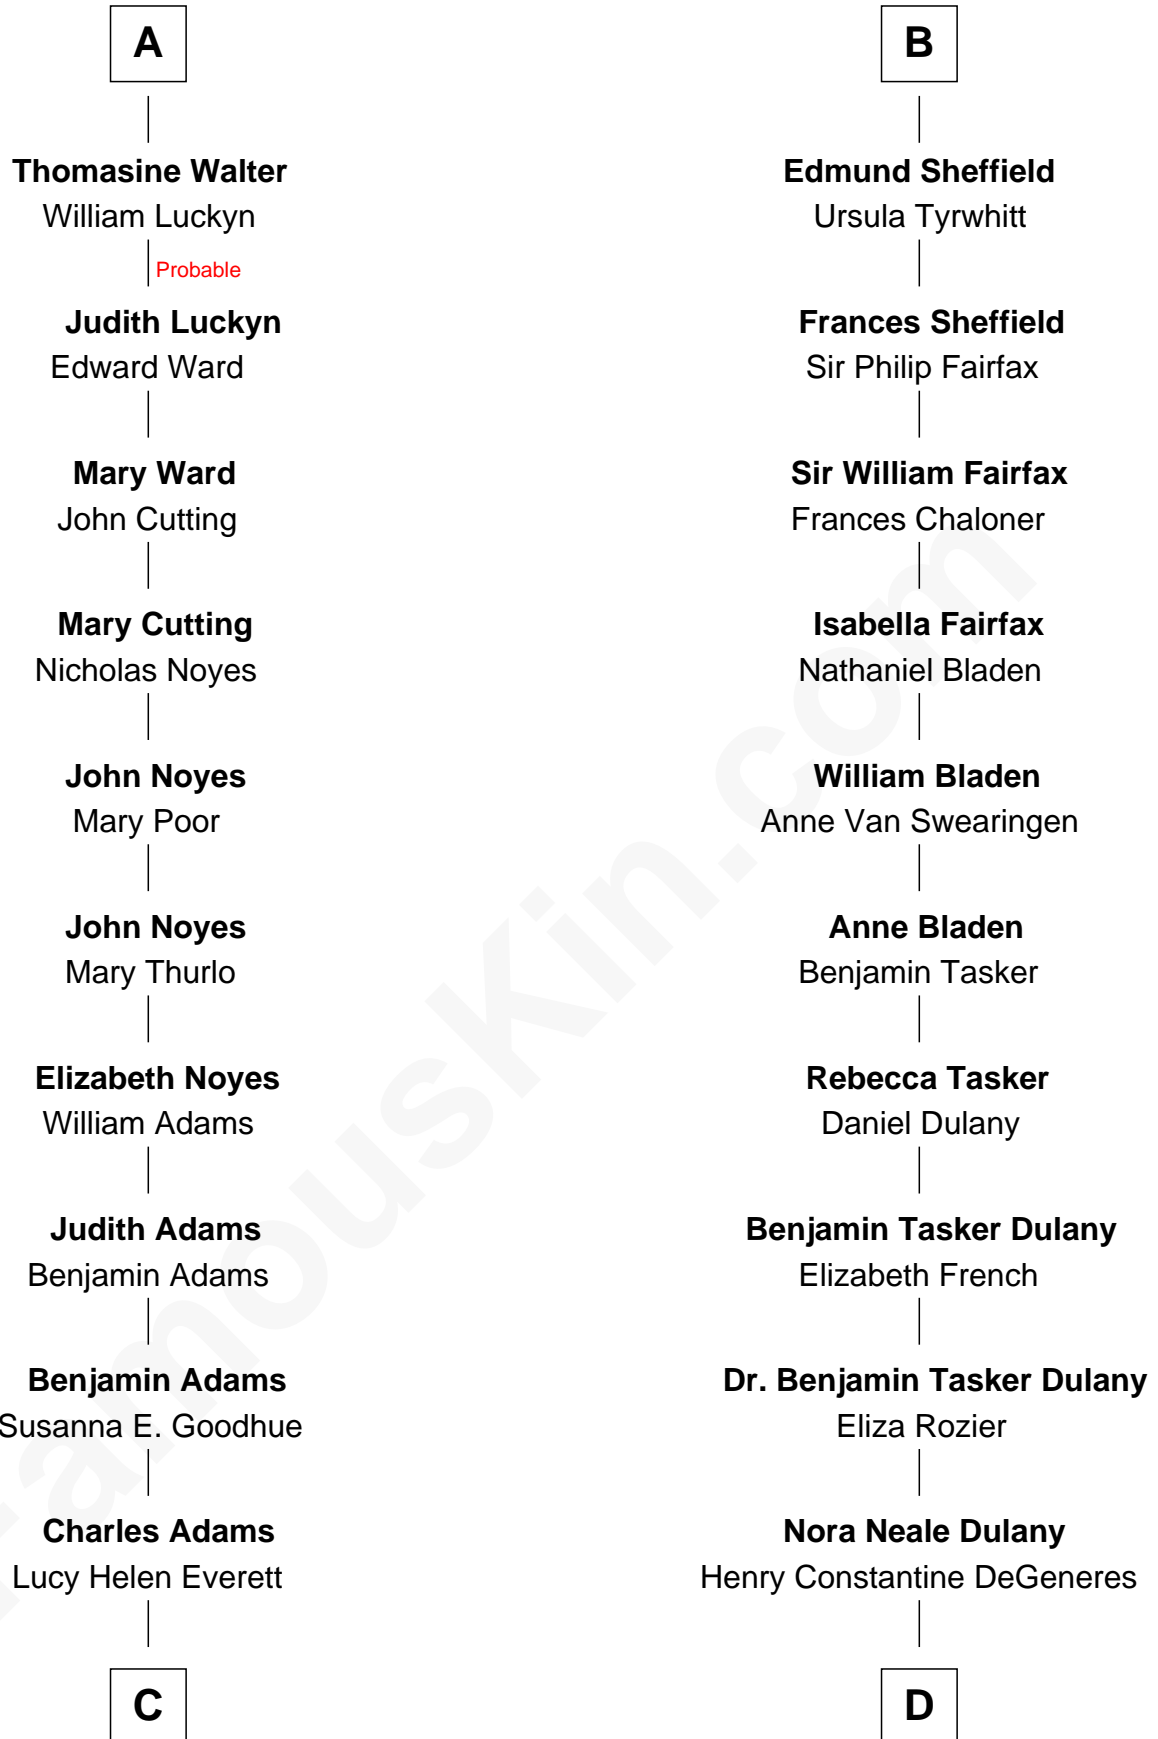 A
Thomasine Walter
William Luckyn
Probable
Judith Luckyn
Edward Ward
Mary Ward
John Cutting
Mary Cutting
Nicholas Noyes
John Noyes
Mary Poor
John Noyes
Mary Thurlo
Elizabeth Noyes
William Adams
Judith Adams
Benjamin Adams
Benjamin Adams
Susanna E. Goodhue
Charles Adams
Lucy Helen Everett
C
B
Edmund Sheffield
Ursula Tyrwhitt
Frances Sheffield
Sir Philip Fairfax
Sir William Fairfax
Frances Chaloner
Isabella Fairfax
Nathaniel Bladen
William Bladen
Anne Van Swearingen
Anne Bladen
Benjamin Tasker
Rebecca Tasker
Daniel Dulany
Benjamin Tasker Dulany
Elizabeth French
Dr. Benjamin Tasker Dulany
Eliza Rozier
Nora Neale Dulany
Henry Constantine DeGeneres
D
FamousKin.com